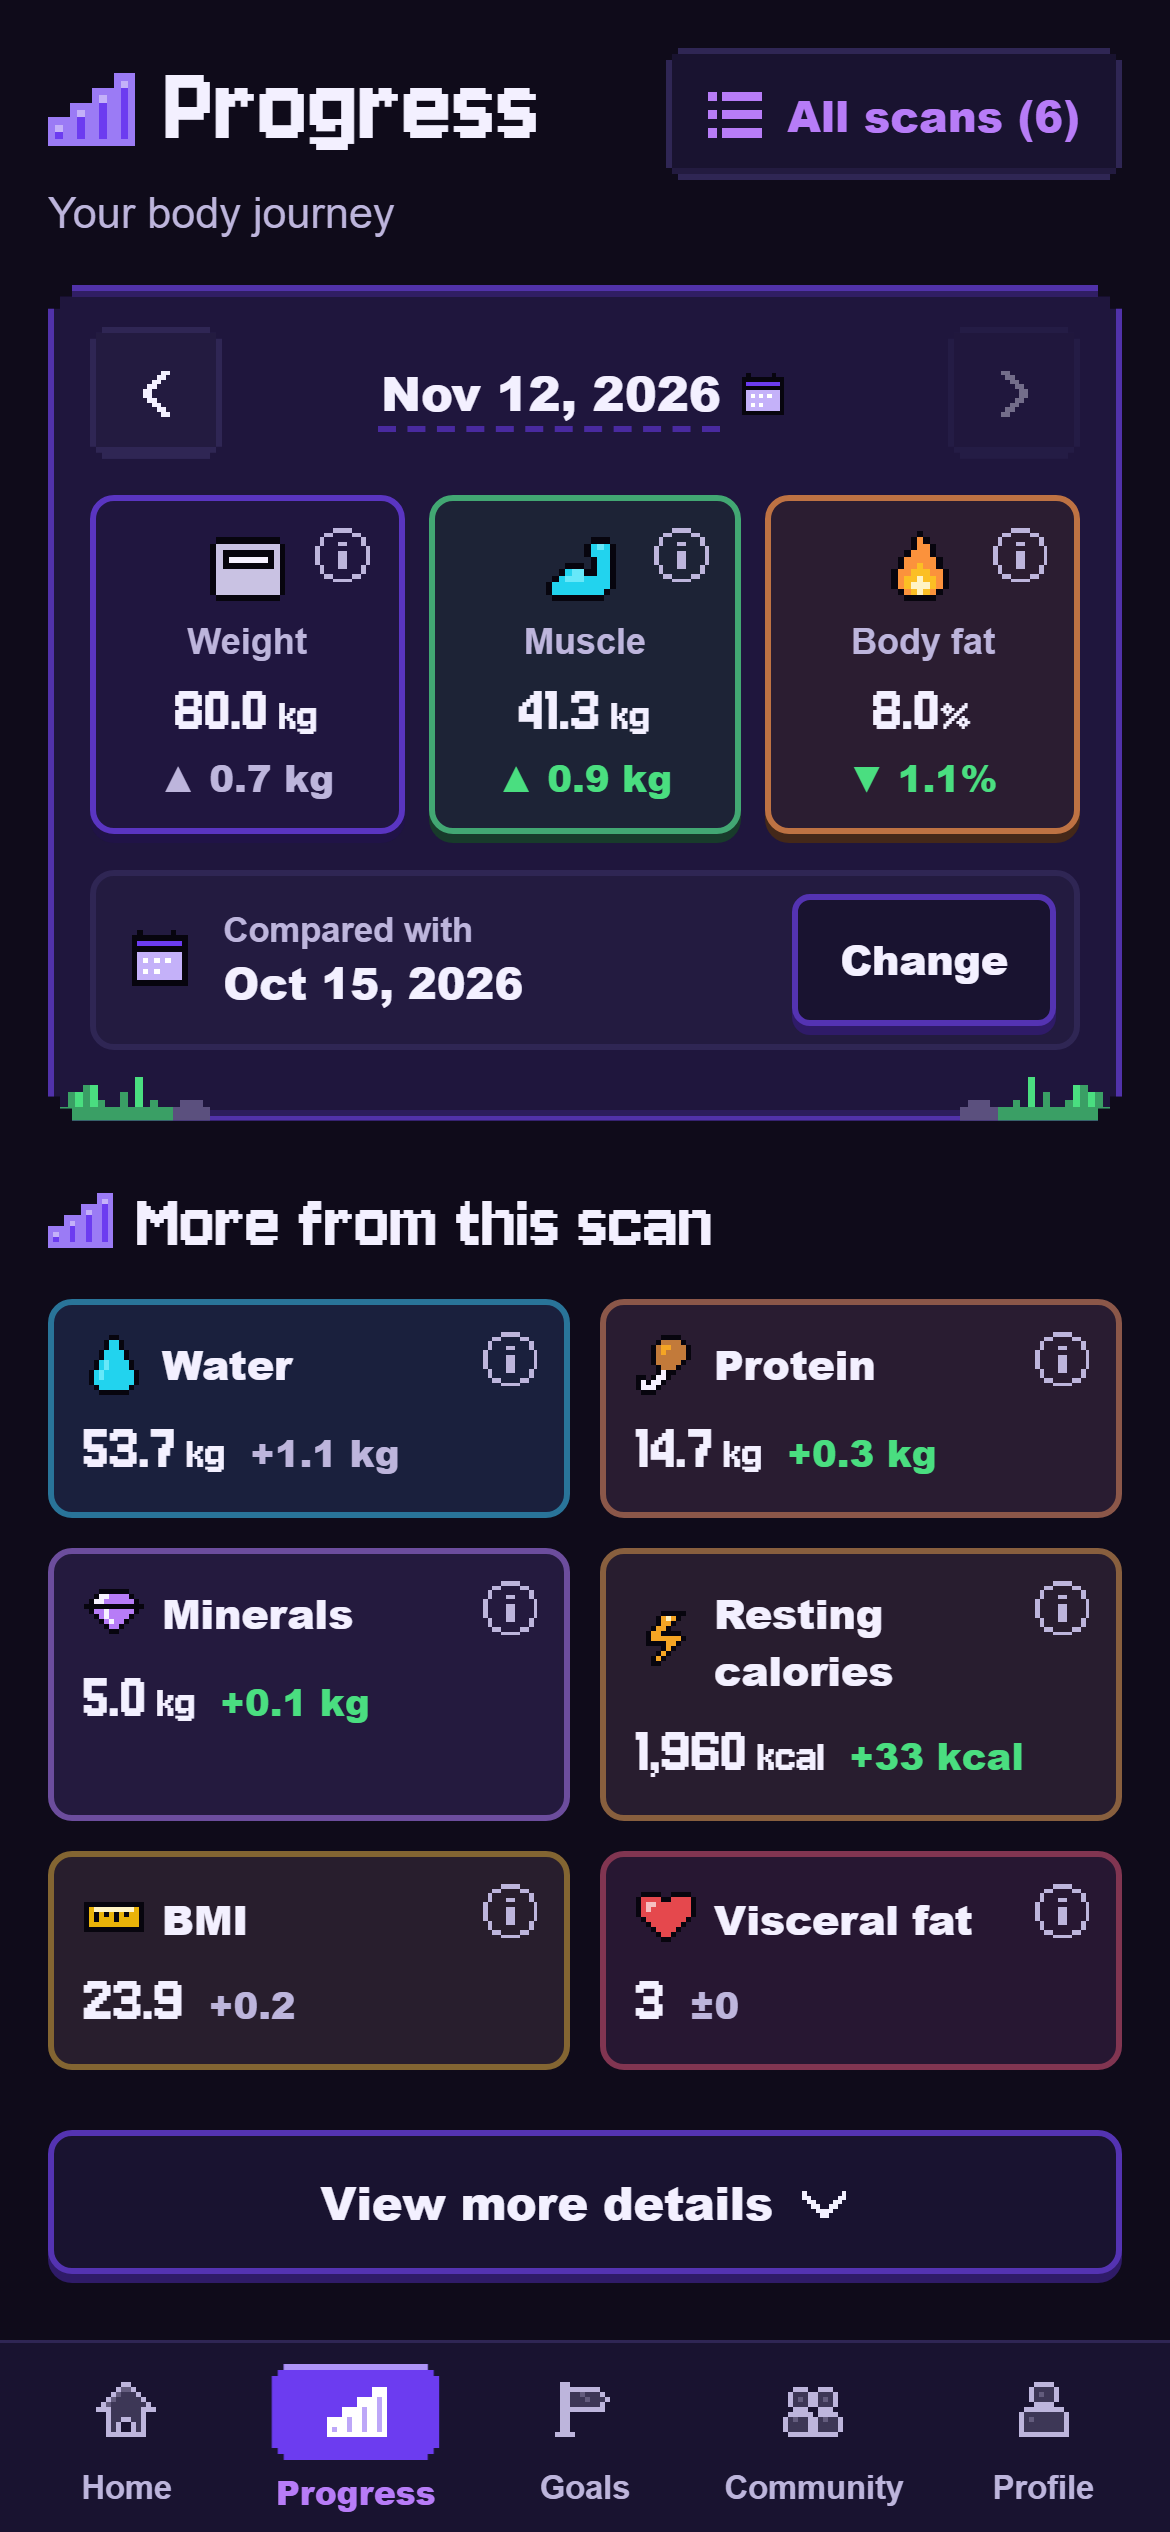 Progress
All scans (6)
Your body journey
Nov 12, 2026
Weight
80.0 kg
▲ 0.7 kg
Muscle
41.3 kg
▲ 0.9 kg
Body fat
8.0%
▼ 1.1%
Compared with
Oct 15, 2026
Change
More from this scan
Water
53.7 kg +1.1 kg
Protein
14.7 kg +0.3 kg
Minerals
5.0 kg +0.1 kg
Resting
calories
1,960 kcal +33 kcal
BMI
23.9 +0.2
Visceral fat
3 ±0
View more details
Home
Progress
Goals
Community
Profile